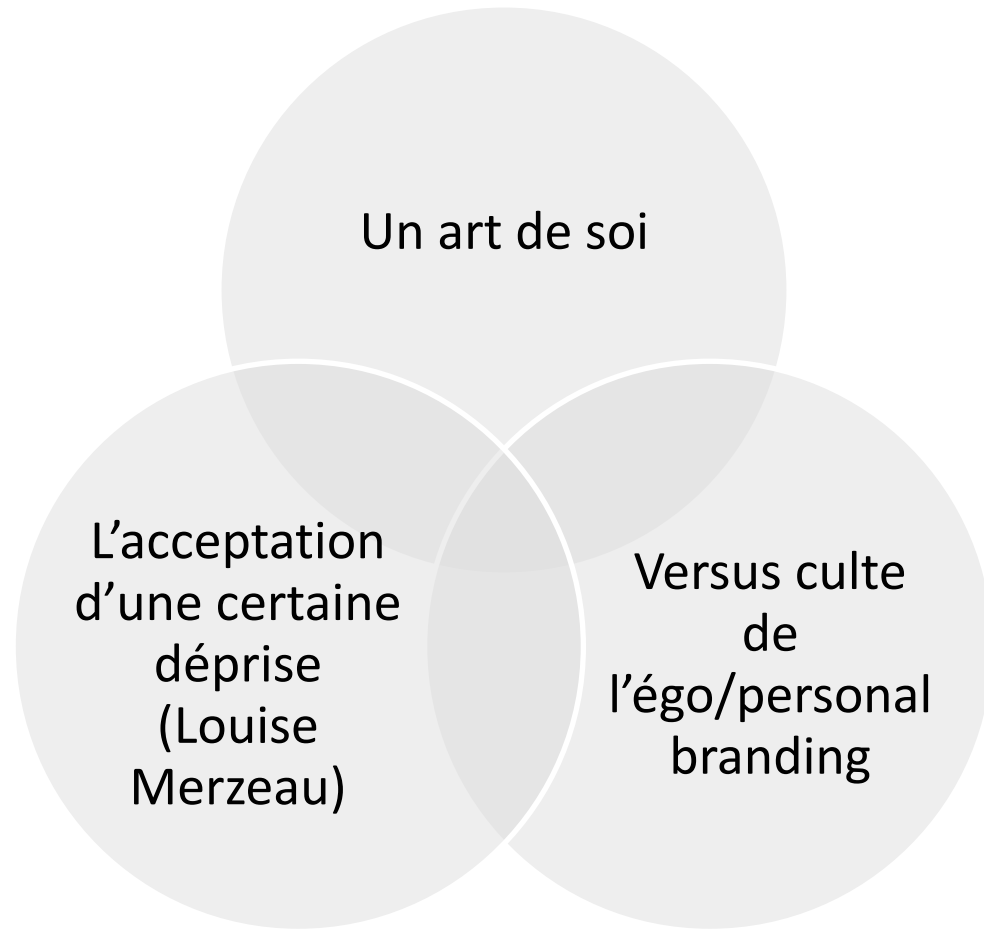 Un art de soi
L’acceptation
d’une certaine
déprise
(Louise
Merzeau)
Versus culte
de
l’égo/personal
branding